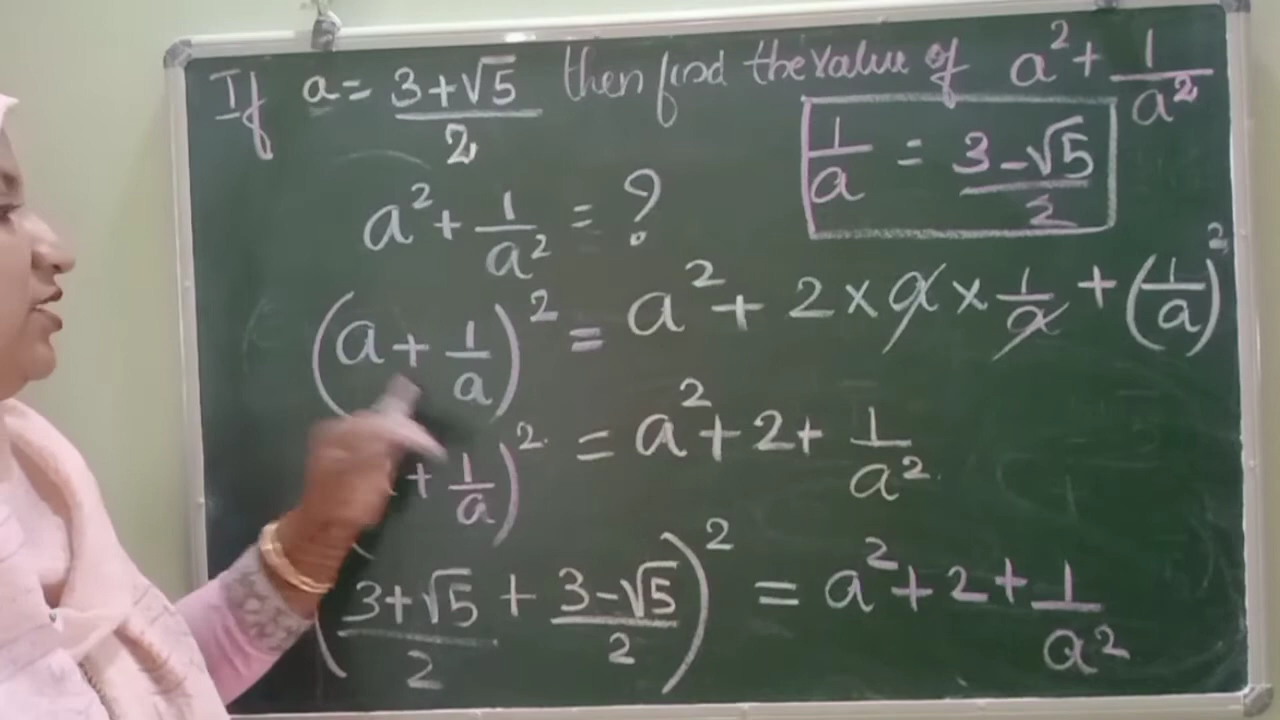 If a = (3+√5)/2 then find the value of a² + 1/a²
1/a = (3-√5)/2
a² + 1/a² = ?
(a + 1/a)² = a² + 2 × a × 1/a + (1/a)²
+ 1/a)² = a² + 2 + 1/a²
((3+√5)/2 + (3-√5)/2)² = a² + 2 + 1/a²